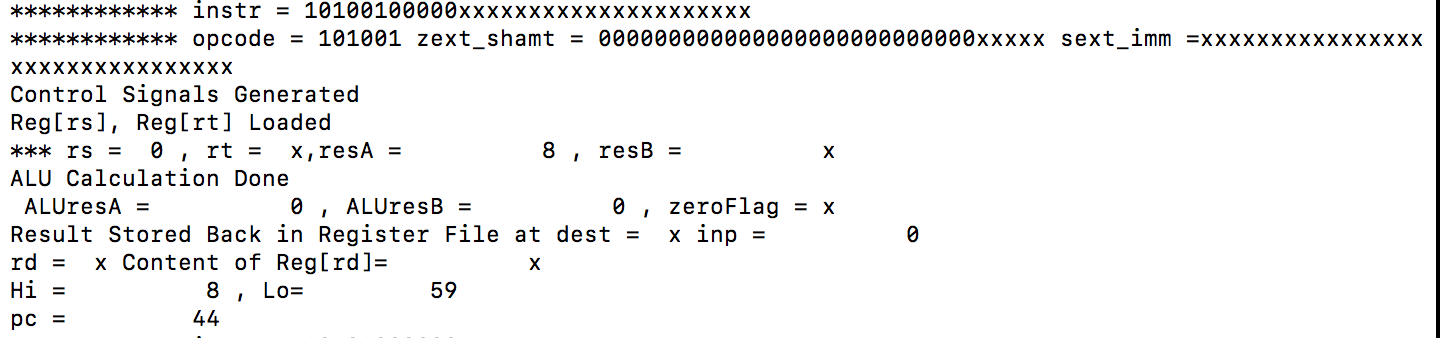 ************ instr = 10100100000xxxxxxxxxxxxxxxxxxxxx
************ opcode = 101001 zext_shamt = 000000000000000000000000000xxxxx sext_imm =xxxxxxxxxxxxxxxx
xxxxxxxxxxxxxxxx
Control Signals Generated
Reg[rs], Reg[rt] Loaded
*** rs =  0 , rt =  x,resA =          8 , resB =          x
ALU Calculation Done
 ALUresA =          0 , ALUresB =          0 , zeroFlag = x
Result Stored Back in Register File at dest =  x inp =          0
rd =  x Content of Reg[rd]=          x
Hi =          8 , Lo=         59
pc =         44